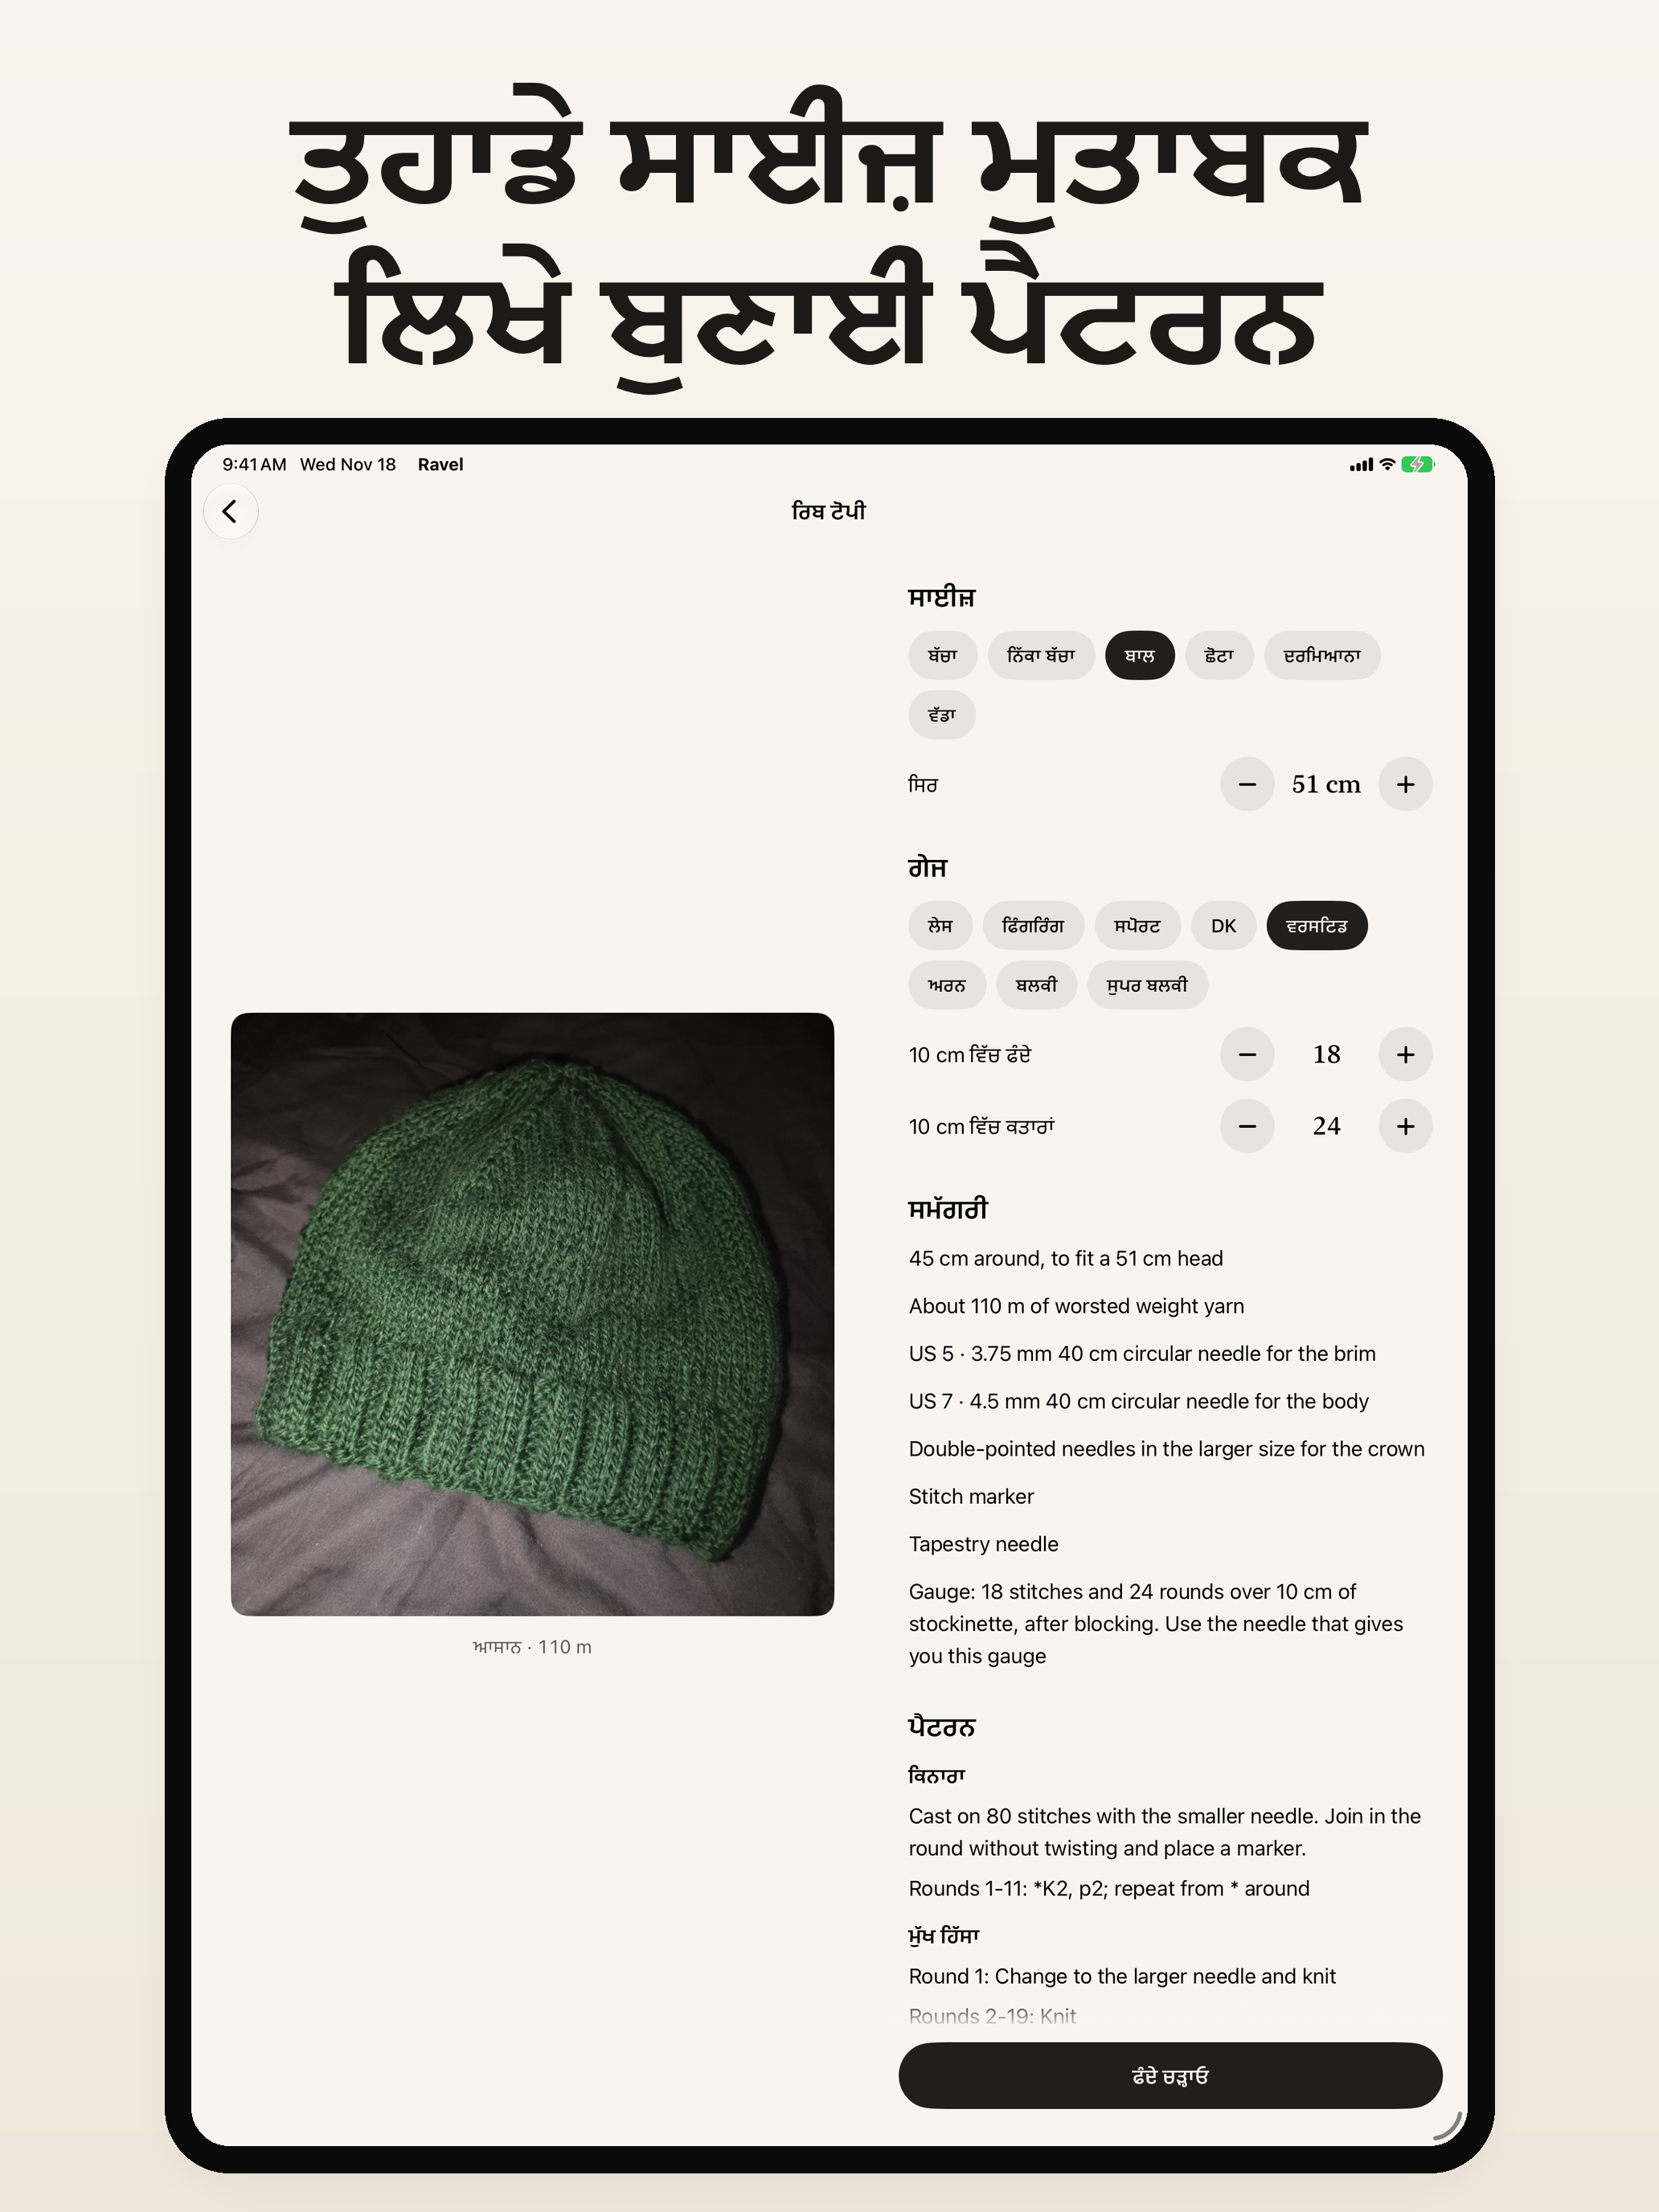 ਤੁਹਾਡੇ ਸਾਈਜ਼ ਮੁਤਾਬਕ
ਲਿਖੇ ਬੁਣਾਈ ਪੈਟਰਨ
9:41 AM Wed Nov 18 Ravel
ਰਿਬ ਟੋਪੀ
ਸਾਈਜ਼
ਬੱਚਾ ਨਿੱਕਾ ਬੱਚਾ ਬਾਲ ਛੋਟਾ ਦਰਮਿਆਨਾ
ਵੱਡਾ
ਸਿਰ − 51 cm +
ਗੇਜ
ਲੇਸ ਫਿੰਗਰਿੰਗ ਸਪੋਰਟ DK ਵਰਸਟਿਡ
ਅਰਨ ਬਲਕੀ ਸੁਪਰ ਬਲਕੀ
10 cm ਵਿੱਚ ਫੰਦੇ − 18 +
10 cm ਵਿੱਚ ਕਤਾਰਾਂ − 24 +
ਸਮੱਗਰੀ
45 cm around, to fit a 51 cm head
About 110 m of worsted weight yarn
US 5 · 3.75 mm 40 cm circular needle for the brim
US 7 · 4.5 mm 40 cm circular needle for the body
Double-pointed needles in the larger size for the crown
Stitch marker
Tapestry needle
Gauge: 18 stitches and 24 rounds over 10 cm of
stockinette, after blocking. Use the needle that gives
you this gauge
ਆਸਾਨ · 110 m
ਪੈਟਰਨ
ਕਿਨਾਰਾ
Cast on 80 stitches with the smaller needle. Join in the
round without twisting and place a marker.
Rounds 1-11: *K2, p2; repeat from * around
ਮੁੱਖ ਹਿੱਸਾ
Round 1: Change to the larger needle and knit
Rounds 2-19: Knit
ਫੰਦੇ ਚੜ੍ਹਾਓ